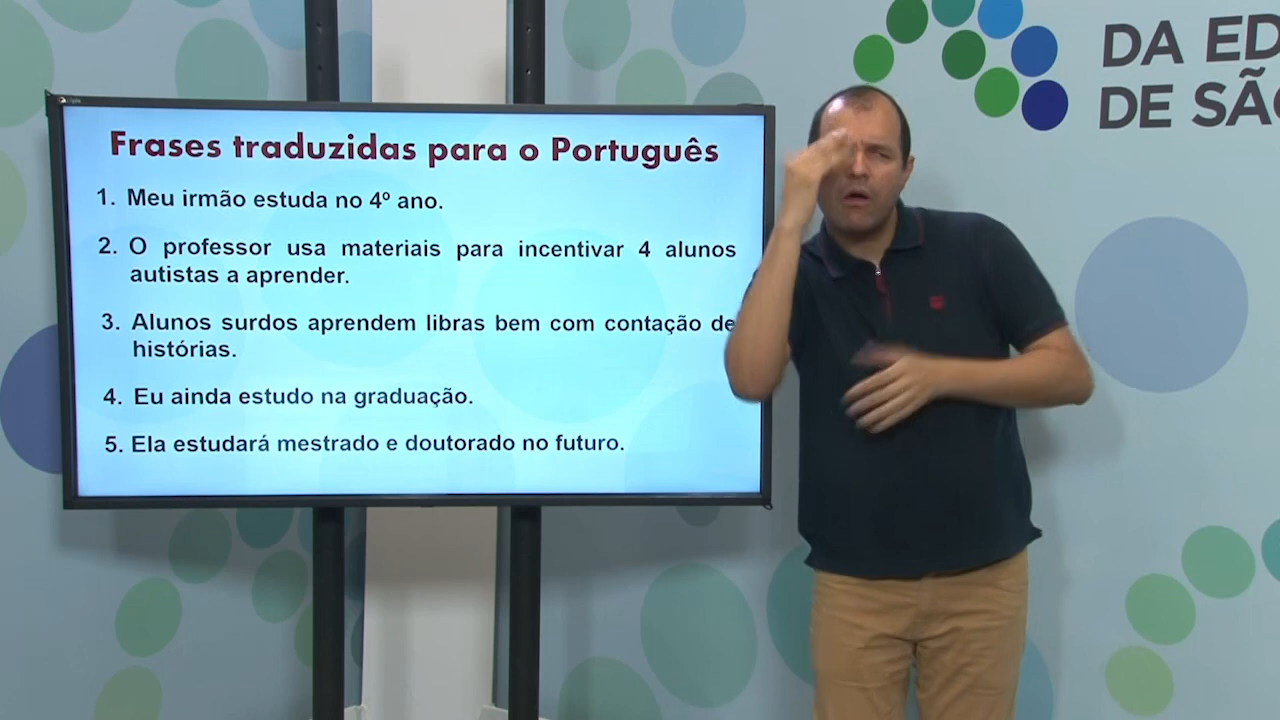 DA ED
DE SÃ
Frases traduzidas para o Português
1. Meu irmão estuda no 4º ano.
2. O professor usa materiais para incentivar 4 alunos
autistas a aprender.
3. Alunos surdos aprendem libras bem com contação de
histórias.
4. Eu ainda estudo na graduação.
5. Ela estudará mestrado e doutorado no futuro.